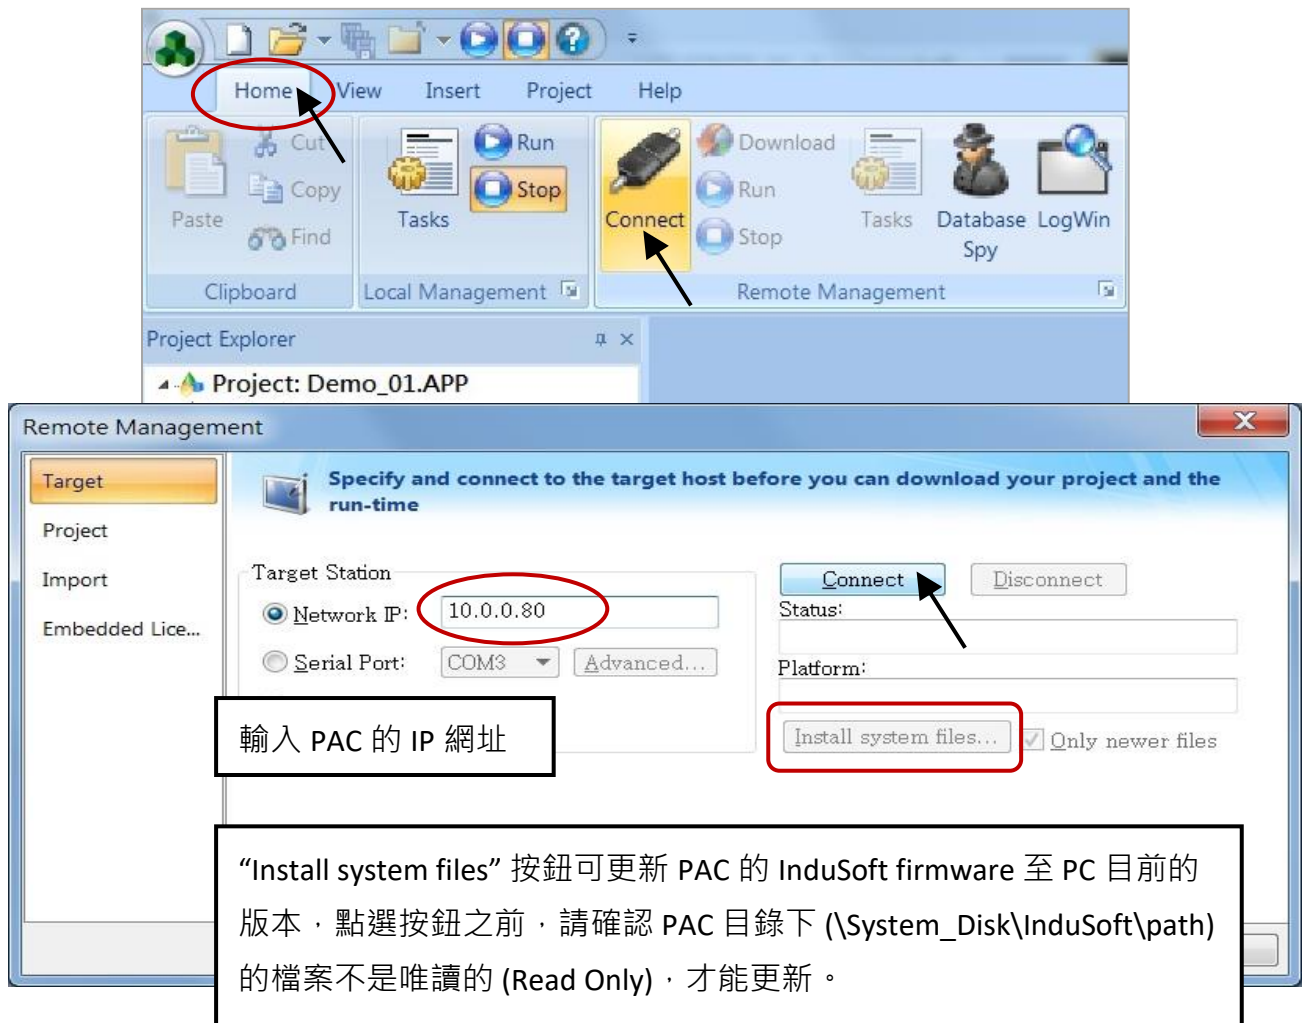 Home View Insert Project Help
Cut
Copy
Find
Paste
Tasks
Run
Stop
Connect
Download
Run
Stop
Tasks
Database Spy
LogWin
Clipboard
Local Management
Remote Management
Project Explorer
Project: Demo_01.APP
Remote Management
Target
Project
Import
Embedded Lice...
Specify and connect to the target host before you can download your project and the
run-time
Target Station
Network IP: 10.0.0.80
Serial Port: COM3 Advanced...
Connect Disconnect
Status:
Platform:
Install system files... Only newer files
輸入 PAC 的 IP 網址
“Install system files” 按鈕可更新 PAC 的 InduSoft firmware 至 PC 目前的
版本，點選按鈕之前，請確認 PAC 目錄下 (\System_Disk\InduSoft\path)
的檔案不是唯讀的 (Read Only)，才能更新。